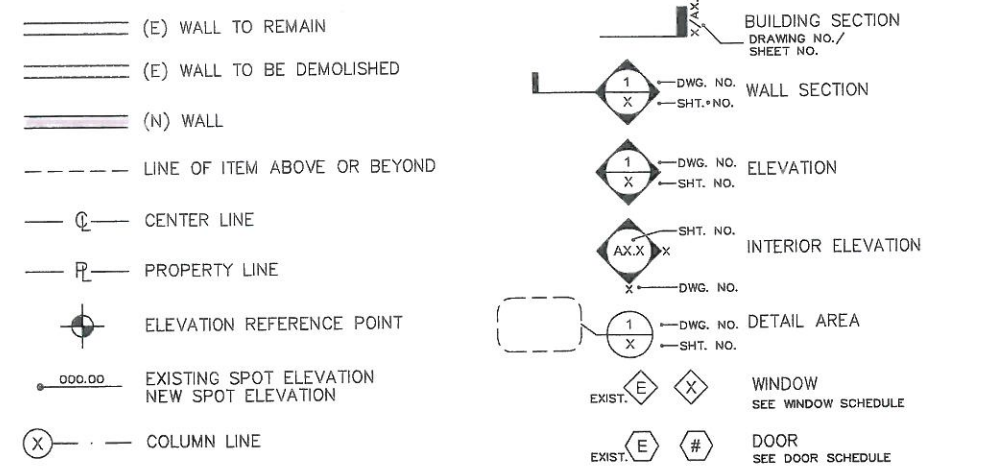 (E) WALL TO REMAIN
(E) WALL TO BE DEMOLISHED
(N) WALL
LINE OF ITEM ABOVE OR BEYOND
CL CENTER LINE
PL PROPERTY LINE
ELEVATION REFERENCE POINT
000.00 EXISTING SPOT ELEVATION
NEW SPOT ELEVATION
X COLUMN LINE
X/AX. BUILDING SECTION
DRAWING NO./
SHEET NO.
1 DWG. NO. WALL SECTION
X SHT. NO.
1 DWG. NO. ELEVATION
X SHT. NO.
SHT. NO.
AX.X X INTERIOR ELEVATION
X DWG. NO.
1 DWG. NO. DETAIL AREA
X SHT. NO.
EXIST. E X WINDOW
SEE WINDOW SCHEDULE
EXIST. E # DOOR
SEE DOOR SCHEDULE